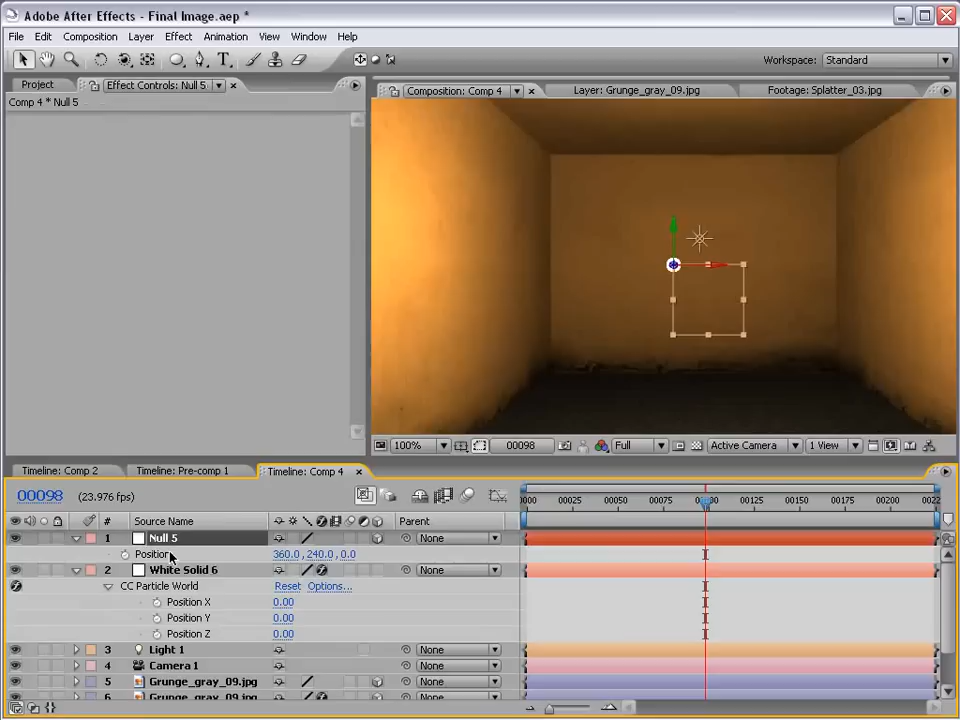 Adobe After Effects - Final Image.aep *
File Edit Composition Layer Effect Animation View Window Help
Workspace: Standard
Project Effect Controls: Null 5
Comp 4 * Null 5
Composition: Comp 4 Layer: Grunge_gray_09.jpg Footage: Splatter_03.jpg
100% 00098 Full Active Camera 1 View
Timeline: Comp 2 Timeline: Pre-comp 1 Timeline: Comp 4
00098 (23.976 fps)
0000 00025 00050 00075 00100 00125 00150 00175 00200
# Source Name Parent
1 Null 5 None
Position 360.0, 240.0, 0.0
2 White Solid 6 None
CC Particle World Reset Options...
Position X 0.00
Position Y 0.00
Position Z 0.00
3 Light 1 None
4 Camera 1 None
5 Grunge_gray_09.jpg None
6 Grunge_gray_09.jpg None